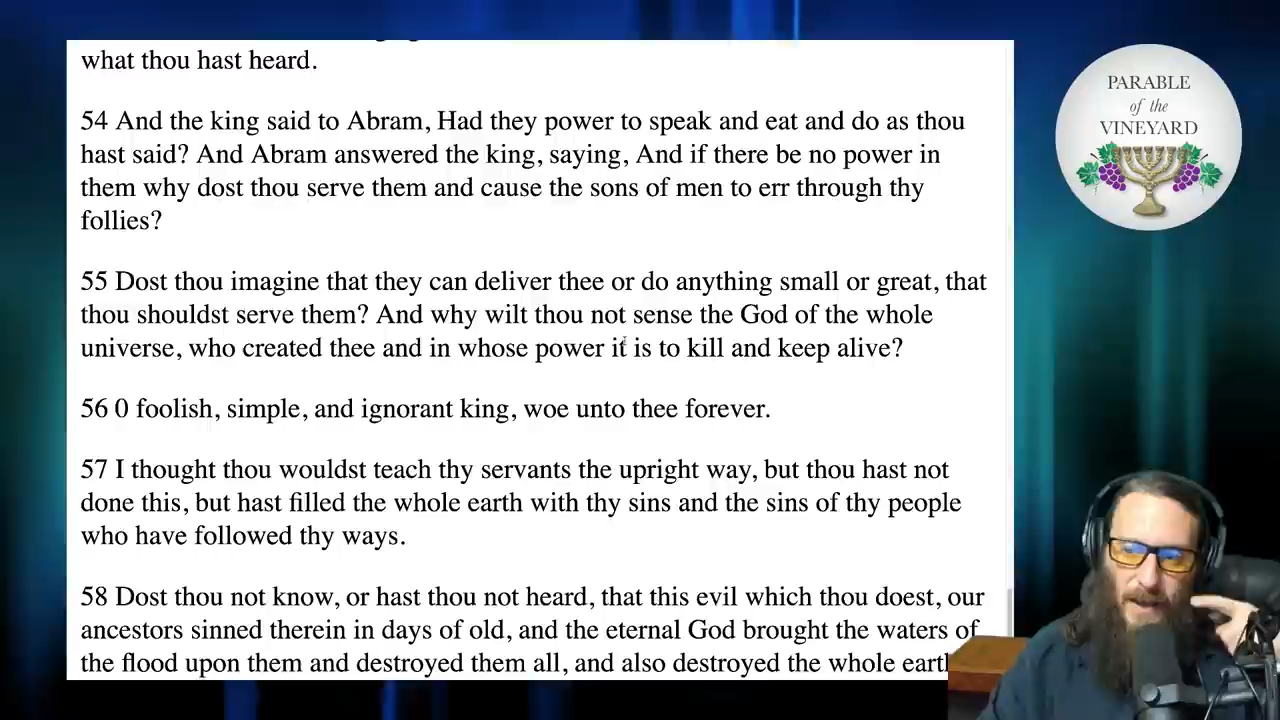 what thou hast heard.
54 And the king said to Abram, Had they power to speak and eat and do as thou
hast said? And Abram answered the king, saying, And if there be no power in
them why dost thou serve them and cause the sons of men to err through thy
follies?
55 Dost thou imagine that they can deliver thee or do anything small or great, that
thou shouldst serve them? And why wilt thou not sense the God of the whole
universe, who created thee and in whose power it is to kill and keep alive?
56 0 foolish, simple, and ignorant king, woe unto thee forever.
57 I thought thou wouldst teach thy servants the upright way, but thou hast not
done this, but hast filled the whole earth with thy sins and the sins of thy people
who have followed thy ways.
58 Dost thou not know, or hast thou not heard, that this evil which thou doest, our
ancestors sinned therein in days of old, and the eternal God brought the waters of
the flood upon them and destroyed them all, and also destroyed the whole eart
PARABLE
of the
VINEYARD